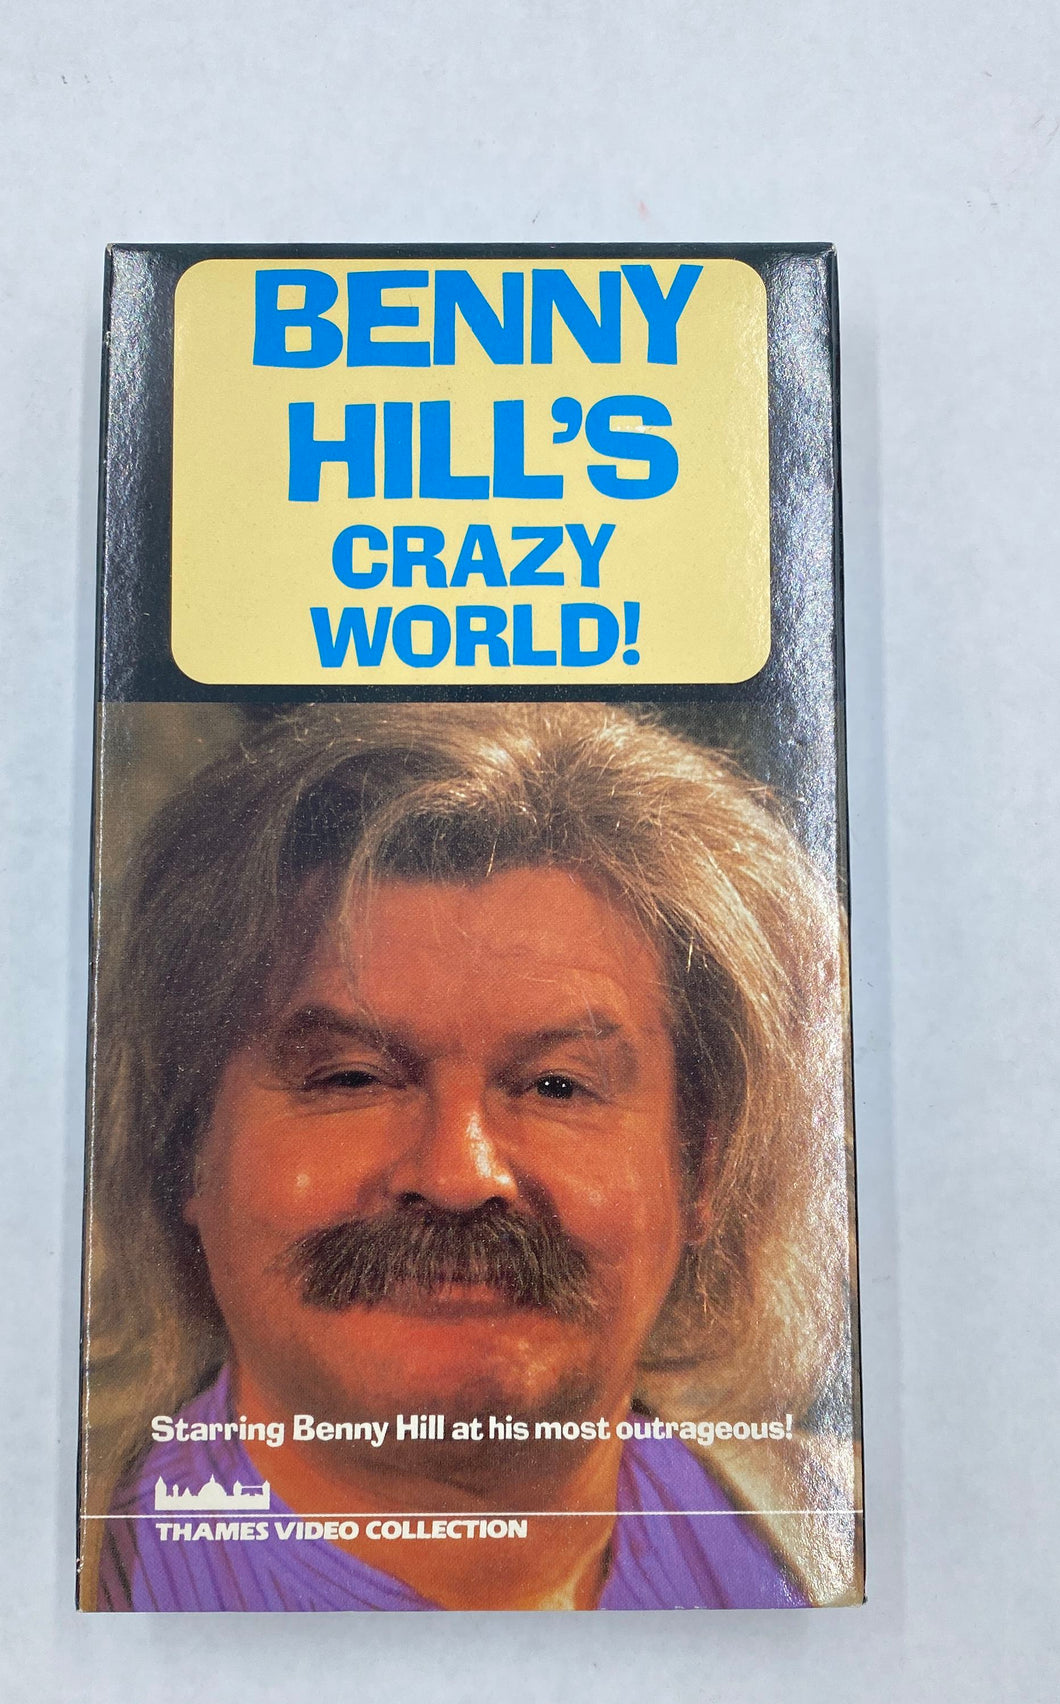 BENNY
HILL'S
CRAZY
WORLD!
Starring Benny Hill at his most outrageous!
THAMES VIDEO COLLECTION